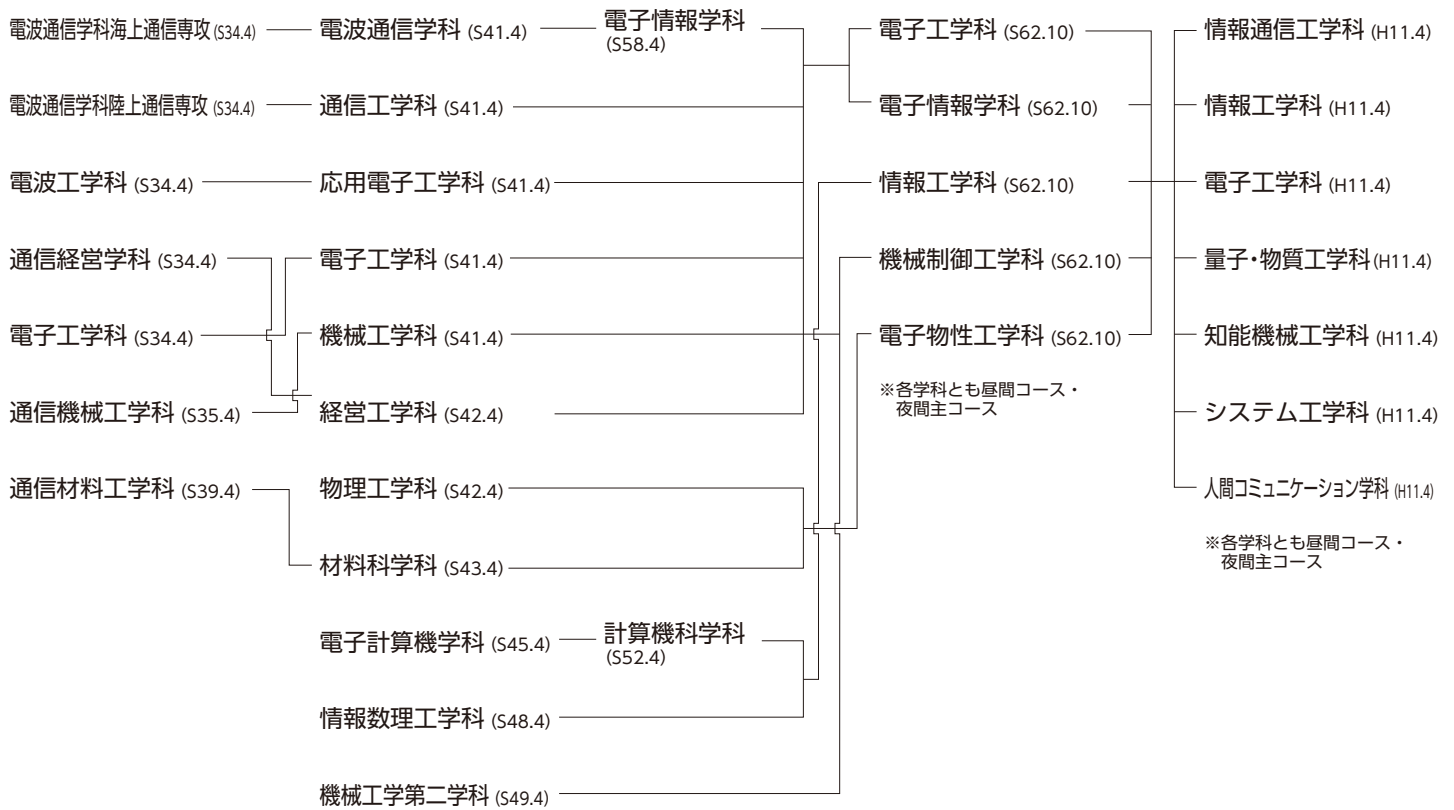 電波通信学科海上通信専攻 (S34.4)
電波通信学科陸上通信専攻 (S34.4)
電波工学科 (S34.4)
通信経営学科 (S34.4)
電子工学科 (S34.4)
通信機械工学科 (S35.4)
通信材料工学科 (S39.4)
電波通信学科 (S41.4)
通信工学科 (S41.4)
応用電子工学科 (S41.4)
電子工学科 (S41.4)
機械工学科 (S41.4)
経営工学科 (S42.4)
物理工学科 (S42.4)
材料科学科 (S43.4)
電子計算機学科 (S45.4)
情報数理工学科 (S48.4)
機械工学第二学科 (S49.4)
電子情報学科
(S58.4)
計算機科学科
(S52.4)
電子工学科 (S62.10)
電子情報学科 (S62.10)
情報工学科 (S62.10)
機械制御工学科 (S62.10)
電子物性工学科 (S62.10)
※各学科とも昼間コース・
夜間主コース
情報通信工学科 (H11.4)
情報工学科 (H11.4)
電子工学科 (H11.4)
量子・物質工学科 (H11.4)
知能機械工学科 (H11.4)
システム工学科 (H11.4)
人間コミュニケーション学科 (H11.4)
※各学科とも昼間コース・
夜間主コース